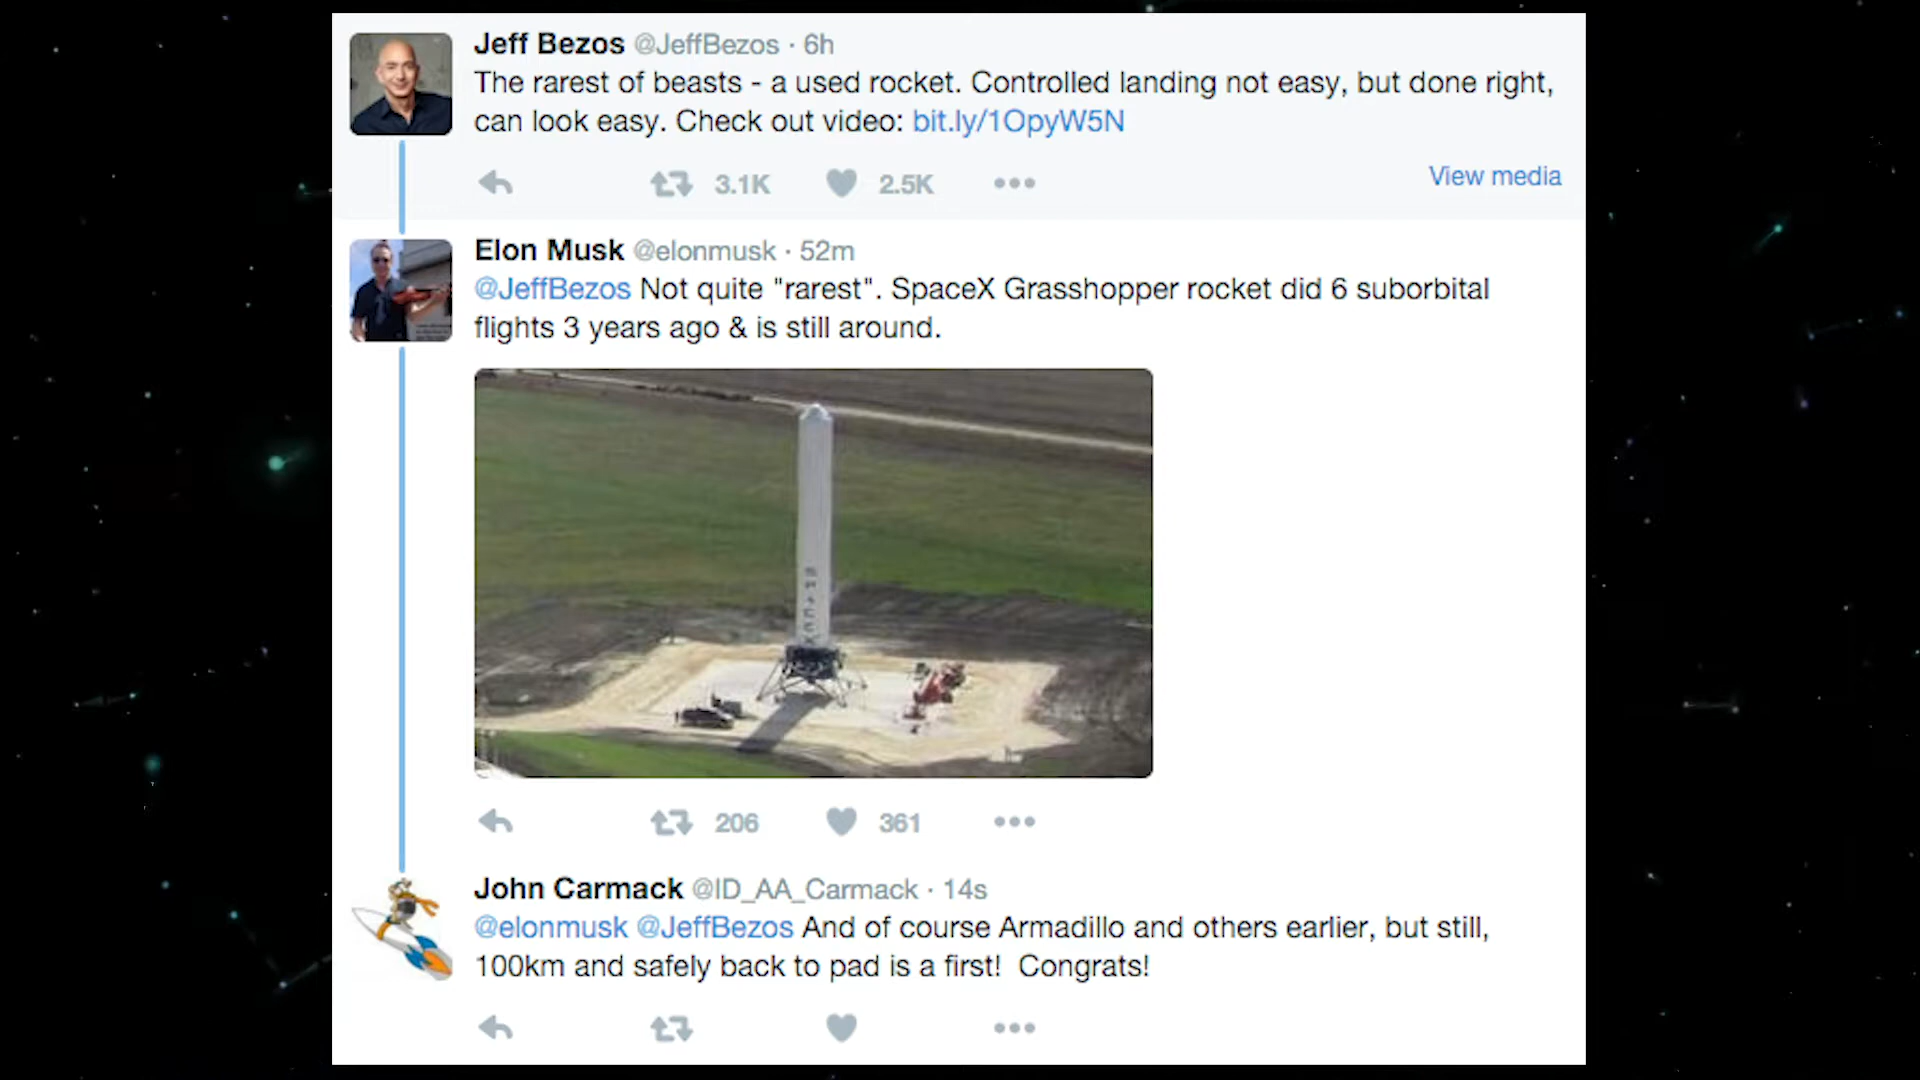 Jeff Bezos @JeffBezos · 6h
The rarest of beasts - a used rocket. Controlled landing not easy, but done right,
can look easy. Check out video: bit.ly/1OpyW5N
3.1K 2.5K
View media
Elon Musk @elonmusk · 52m
@JeffBezos Not quite "rarest". SpaceX Grasshopper rocket did 6 suborbital
flights 3 years ago & is still around.
SPACEX
206 361
John Carmack @ID_AA_Carmack · 14s
@elonmusk @JeffBezos And of course Armadillo and others earlier, but still,
100km and safely back to pad is a first!  Congrats!